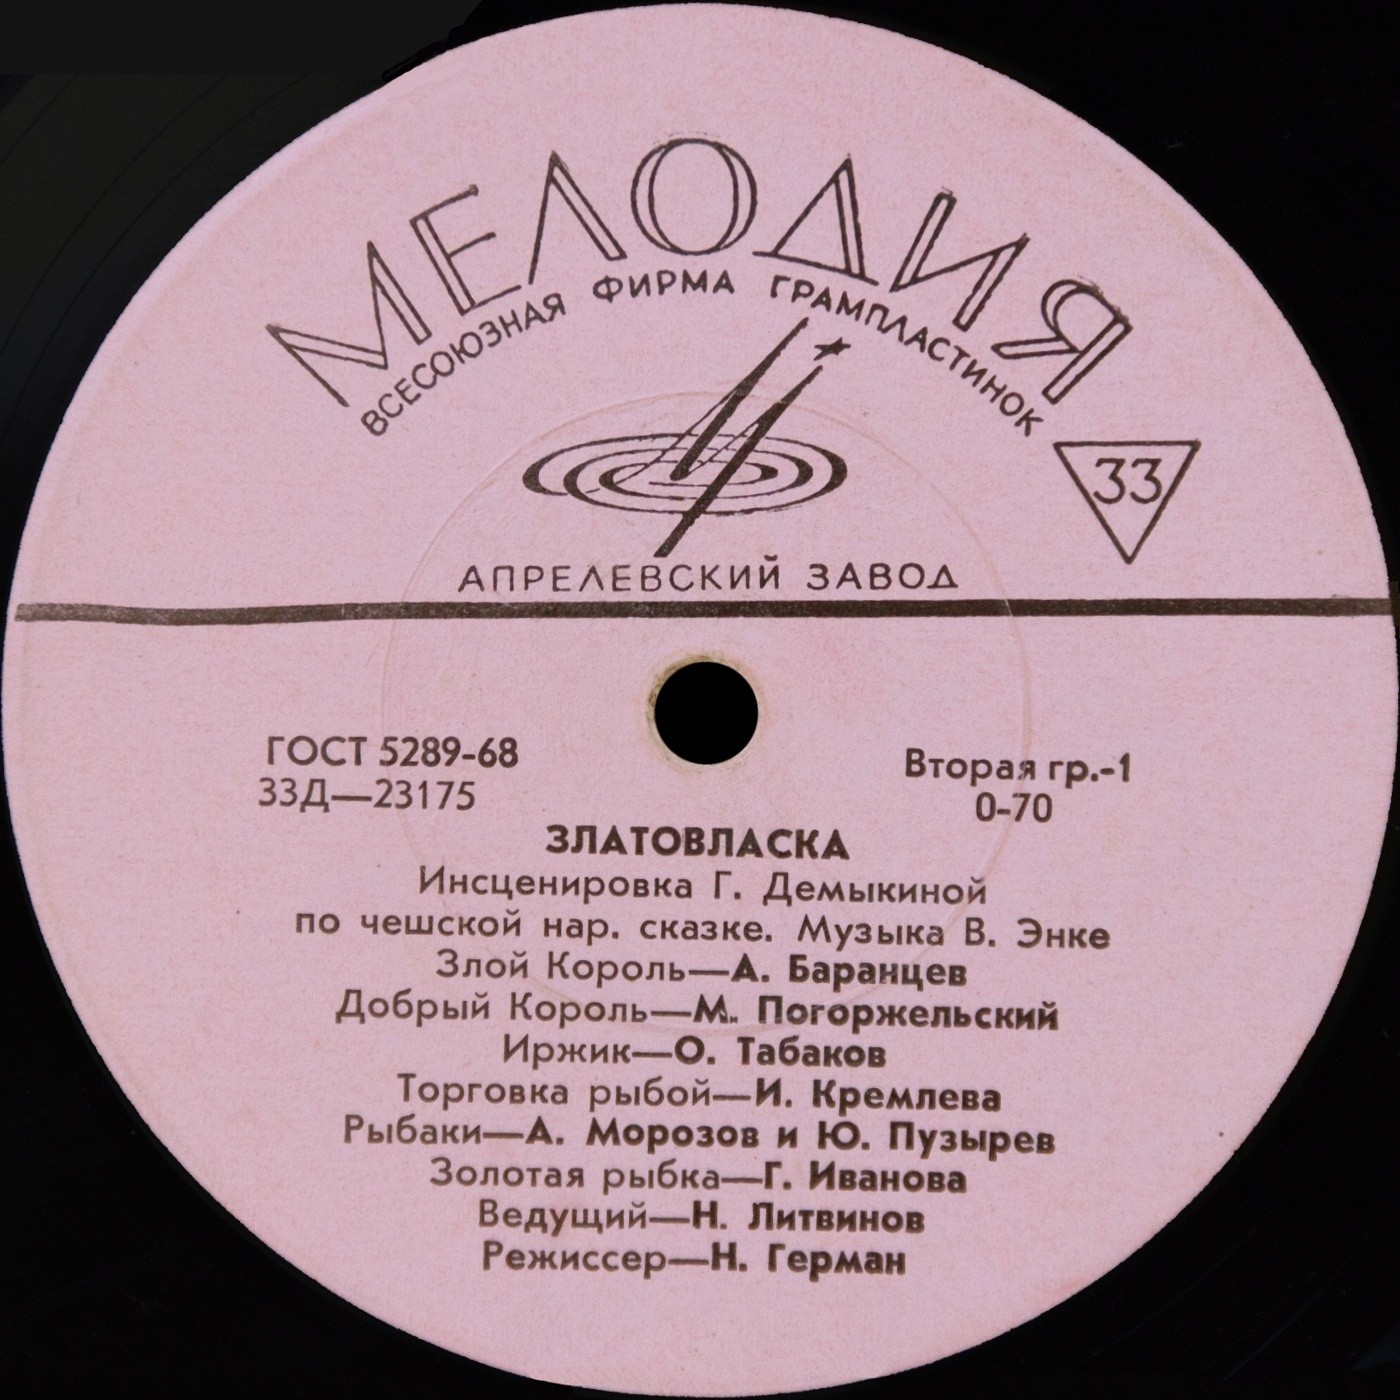 МЕЛОДИЯ
ВСЕСОЮЗНАЯ ФИРМА ГРАМПЛАСТИНОК
33
АПРЕЛЕВСКИЙ ЗАВОД
ГОСТ 5289-68
33Д—23175
Вторая гр.-1
0-70
ЗЛАТОВЛАСКА
Инсценировка Г. Демыкиной
по чешской нар. сказке. Музыка В. Энке
Злой Король—А. Баранцев
Добрый Король—М. Погоржельский
Иржик—О. Табаков
Торговка рыбой—И. Кремлева
Рыбаки—А. Морозов и Ю. Пузырев
Золотая рыбка—Г. Иванова
Ведущий—Н. Литвинов
Режиссер—Н. Герман